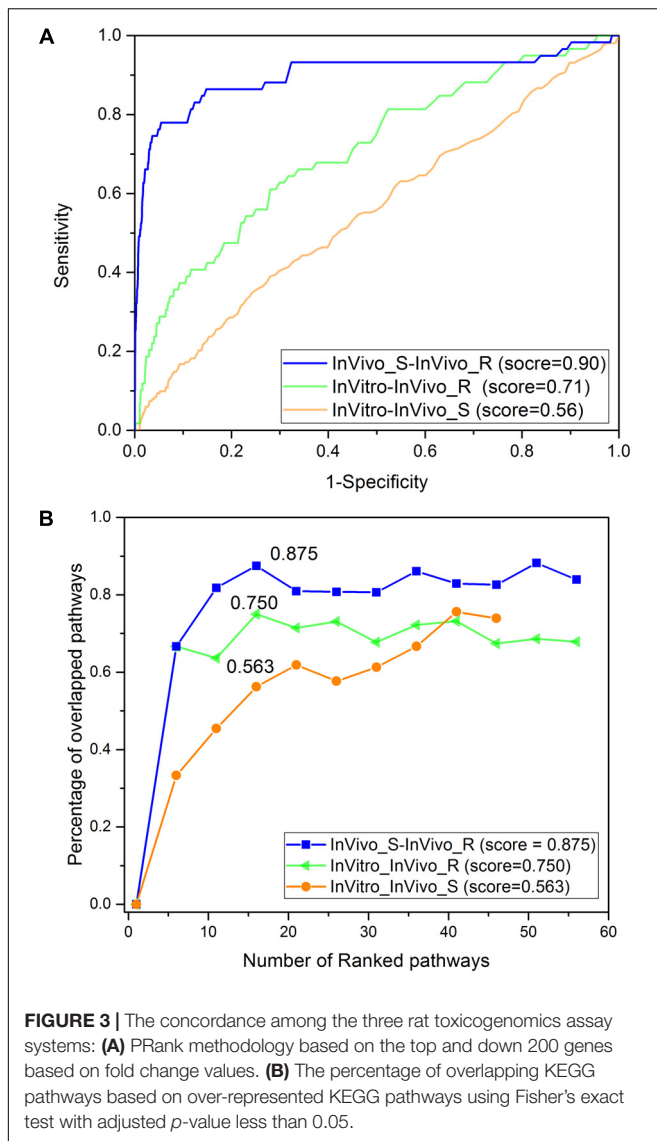 A
1.0
0.8
0.6
0.4
0.2
0.0
Sensitivity
InVivo_S-InVivo_R (socre=0.90)
InVitro-InVivo_R (score=0.71)
InVitro-InVivo_S (score=0.56)
0.0 0.2 0.4 0.6 0.8 1.0
1-Specificity
B
1.0
0.8
0.6
0.4
0.2
0.0
Percentage of overlapped pathways
0.875
0.750
0.563
InVivo_S-InVivo_R (score = 0.875)
InVitro_InVivo_R (score=0.750)
InVitro_InVivo_S (score=0.563)
0 10 20 30 40 50 60
Number of Ranked pathways
FIGURE 3 | The concordance among the three rat toxicogenomics assay
systems: (A) PRank methodology based on the top and down 200 genes
based on fold change values. (B) The percentage of overlapping KEGG
pathways based on over-represented KEGG pathways using Fisher's exact
test with adjusted p-value less than 0.05.